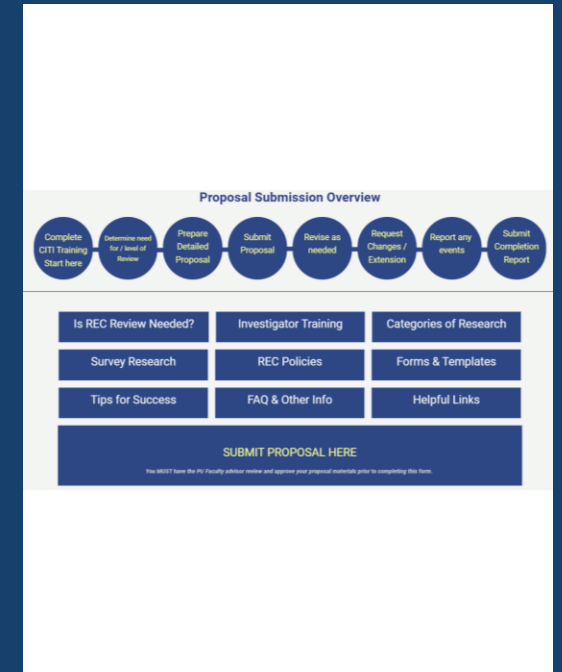 Proposal Submission Overview
Complete
CITI Training
Start here
Determine need
for / level of
Review
Prepare
Detailed
Proposal
Submit
Proposal
Revise as
needed
Request
Changes /
Extension
Report any
events
Submit
Completion
Report
Is REC Review Needed?
Investigator Training
Categories of Research
Survey Research
REC Policies
Forms & Templates
Tips for Success
FAQ & Other Info
Helpful Links
SUBMIT PROPOSAL HERE
You MUST have the PU Faculty advisor review and approve your proposal materials prior to completing this form.